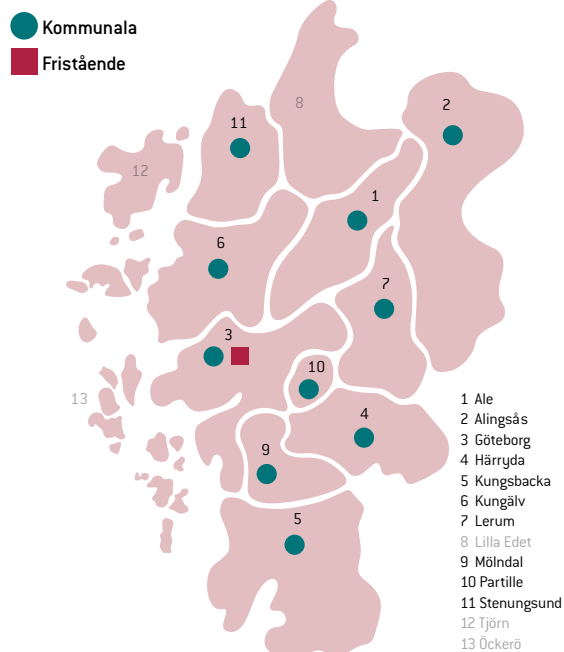 Kommunala
Fristående
8
2
11
12
1
6
7
3
10
13
4
9
5
1 Ale
2 Alingsås
3 Göteborg
4 Härryda
5 Kungsbacka
6 Kungälv
7 Lerum
8 Lilla Edet
9 Mölndal
10 Partille
11 Stenungsund
12 Tjörn
13 Öckerö